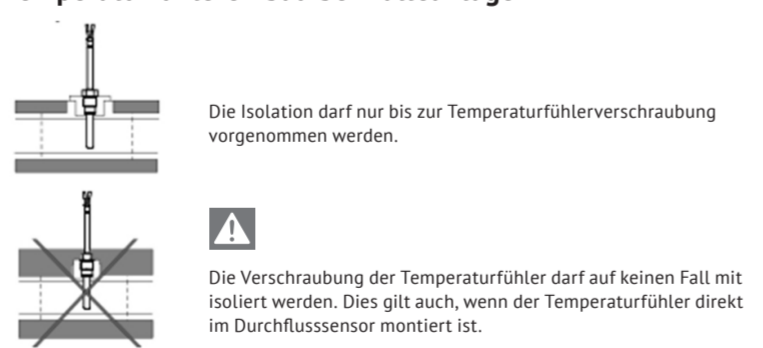 Die Isolation darf nur bis zur Temperaturfühlerverschraubung
vorgenommen werden.
Die Verschraubung der Temperaturfühler darf auf keinen Fall mit
isoliert werden. Dies gilt auch, wenn der Temperaturfühler direkt
im Durchflusssensor montiert ist.